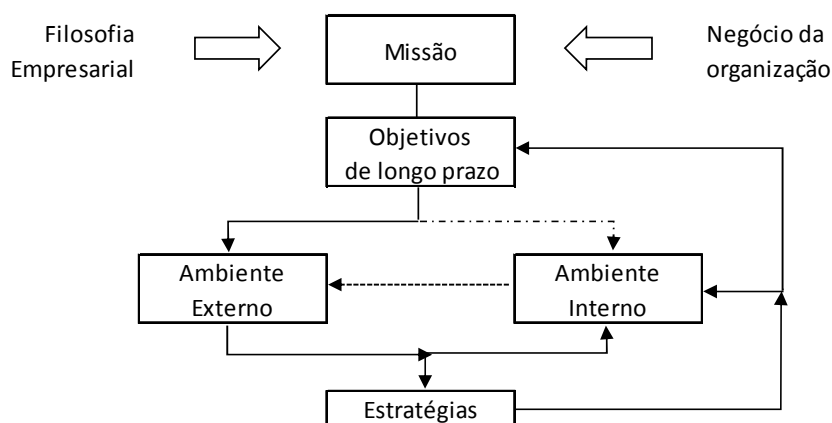 Filosofia
Empresarial
Missão
Negócio da
organização
Objetivos
de longo prazo
Ambiente
Externo
Ambiente
Interno
Estratégias